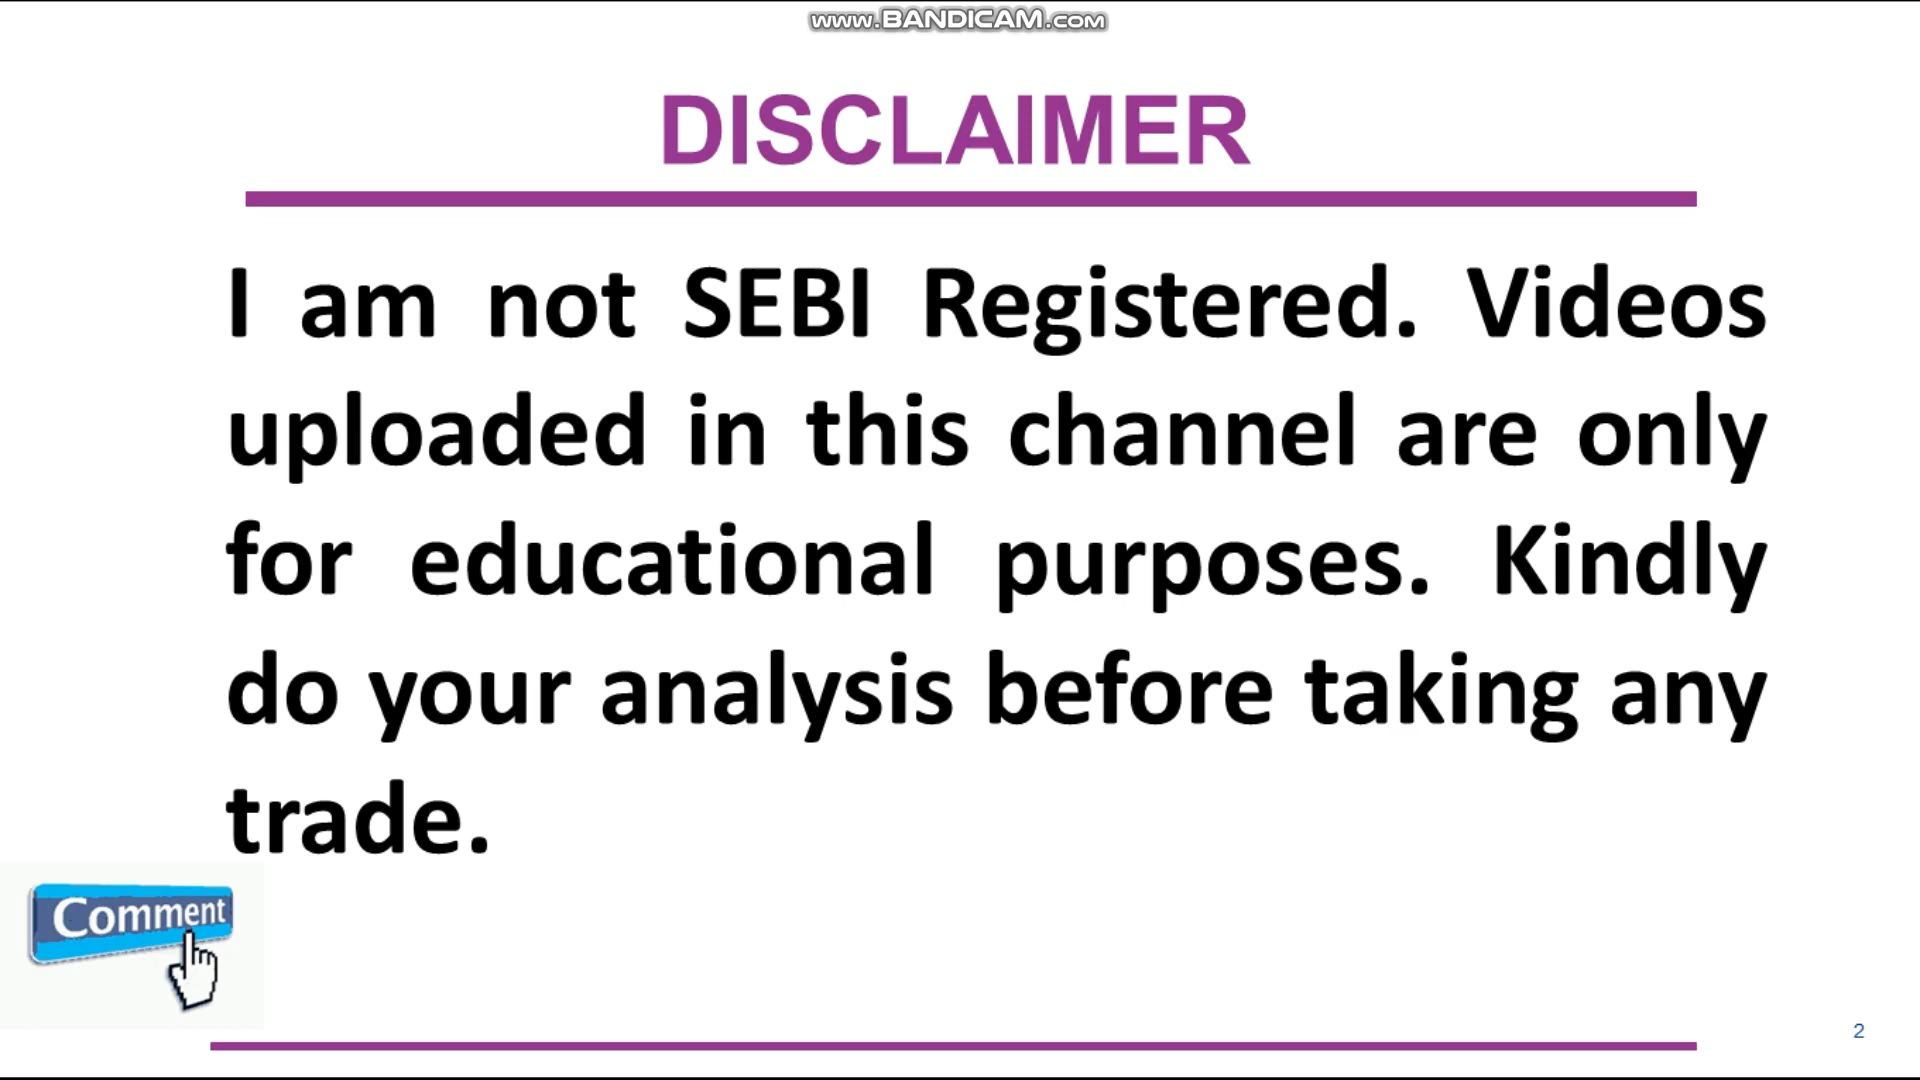 www.BANDICAM.com
DISCLAIMER
I am not SEBI Registered. Videos
uploaded in this channel are only
for educational purposes. Kindly
do your analysis before taking any
trade.
Comment
2